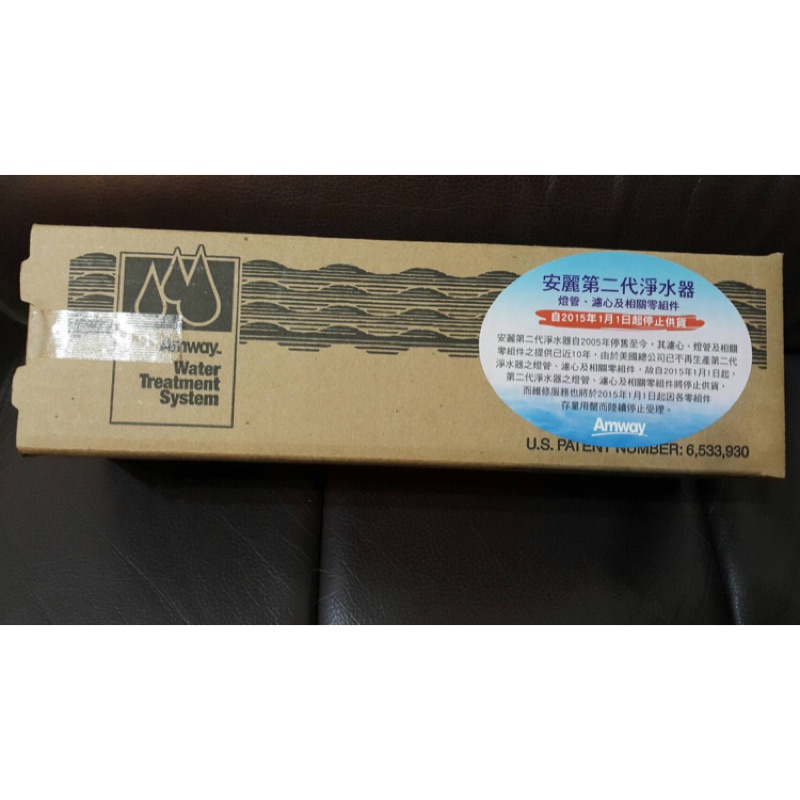 Amway™
Water
Treatment
System
安麗第二代淨水器
燈管、濾心及相關零組件
自2015年1月1日起停止供貨
安麗第二代淨水器自2005年停售至今，其濾心、燈管及相關
零組件之提供已近10年，由於美國總公司已不再生產第二代
淨水器之燈管、濾心及相關零組件，故自2015年1月1日起，
第二代淨水器之燈管、濾心及相關零組件將停止供貨，
而維修服務也將於2015年1月1日起因各零組件
存量用罄而陸續停止受理。
Amway
U.S. PATENT NUMBER: 6,533,930